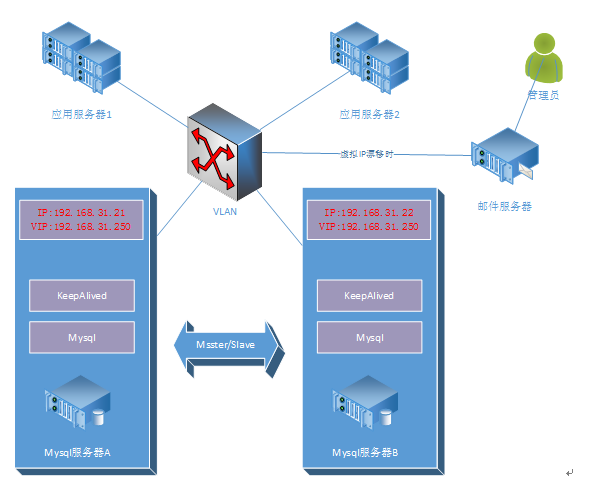 应用服务器1
应用服务器2
管理员
虚拟IP漂移时
邮件服务器
VLAN
IP:192.168.31.21
VIP:192.168.31.250
IP:192.168.31.22
VIP:192.168.31.250
KeepAlived
KeepAlived
Mysql
Msster/Slave
Mysql
Mysql服务器A
Mysql服务器B